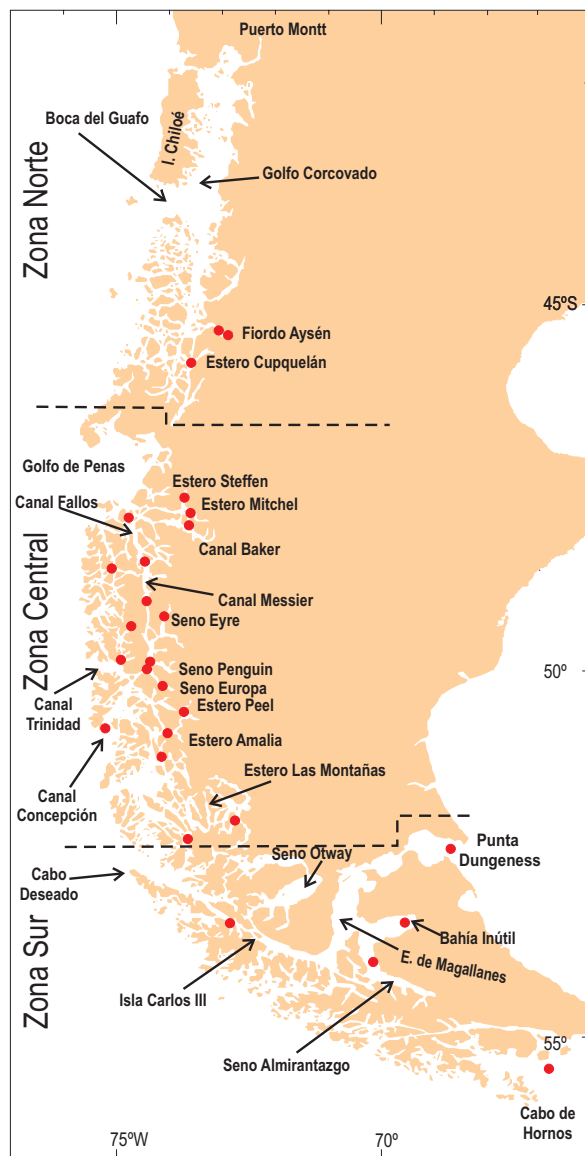 Puerto Montt
Boca del Guafo
I. Chiloé
Golfo Corcovado
Zona Norte
45ºS
Fiordo Aysén
Estero Cupquelán
Golfo de Penas
Estero Steffen
Canal Fallos
Estero Mitchel
Canal Baker
Zona Central
Canal Messier
Seno Eyre
50º
Seno Penguin
Seno Europa
Canal
Trinidad
Estero Peel
Estero Amalia
Estero Las Montañas
Canal
Concepción
Seno Otway
Punta
Dungeness
Cabo
Deseado
Zona Sur
Bahía Inútil
E. de Magallanes
Isla Carlos III
Seno Almirantazgo
55º
Cabo de
Hornos
75ºW
70º